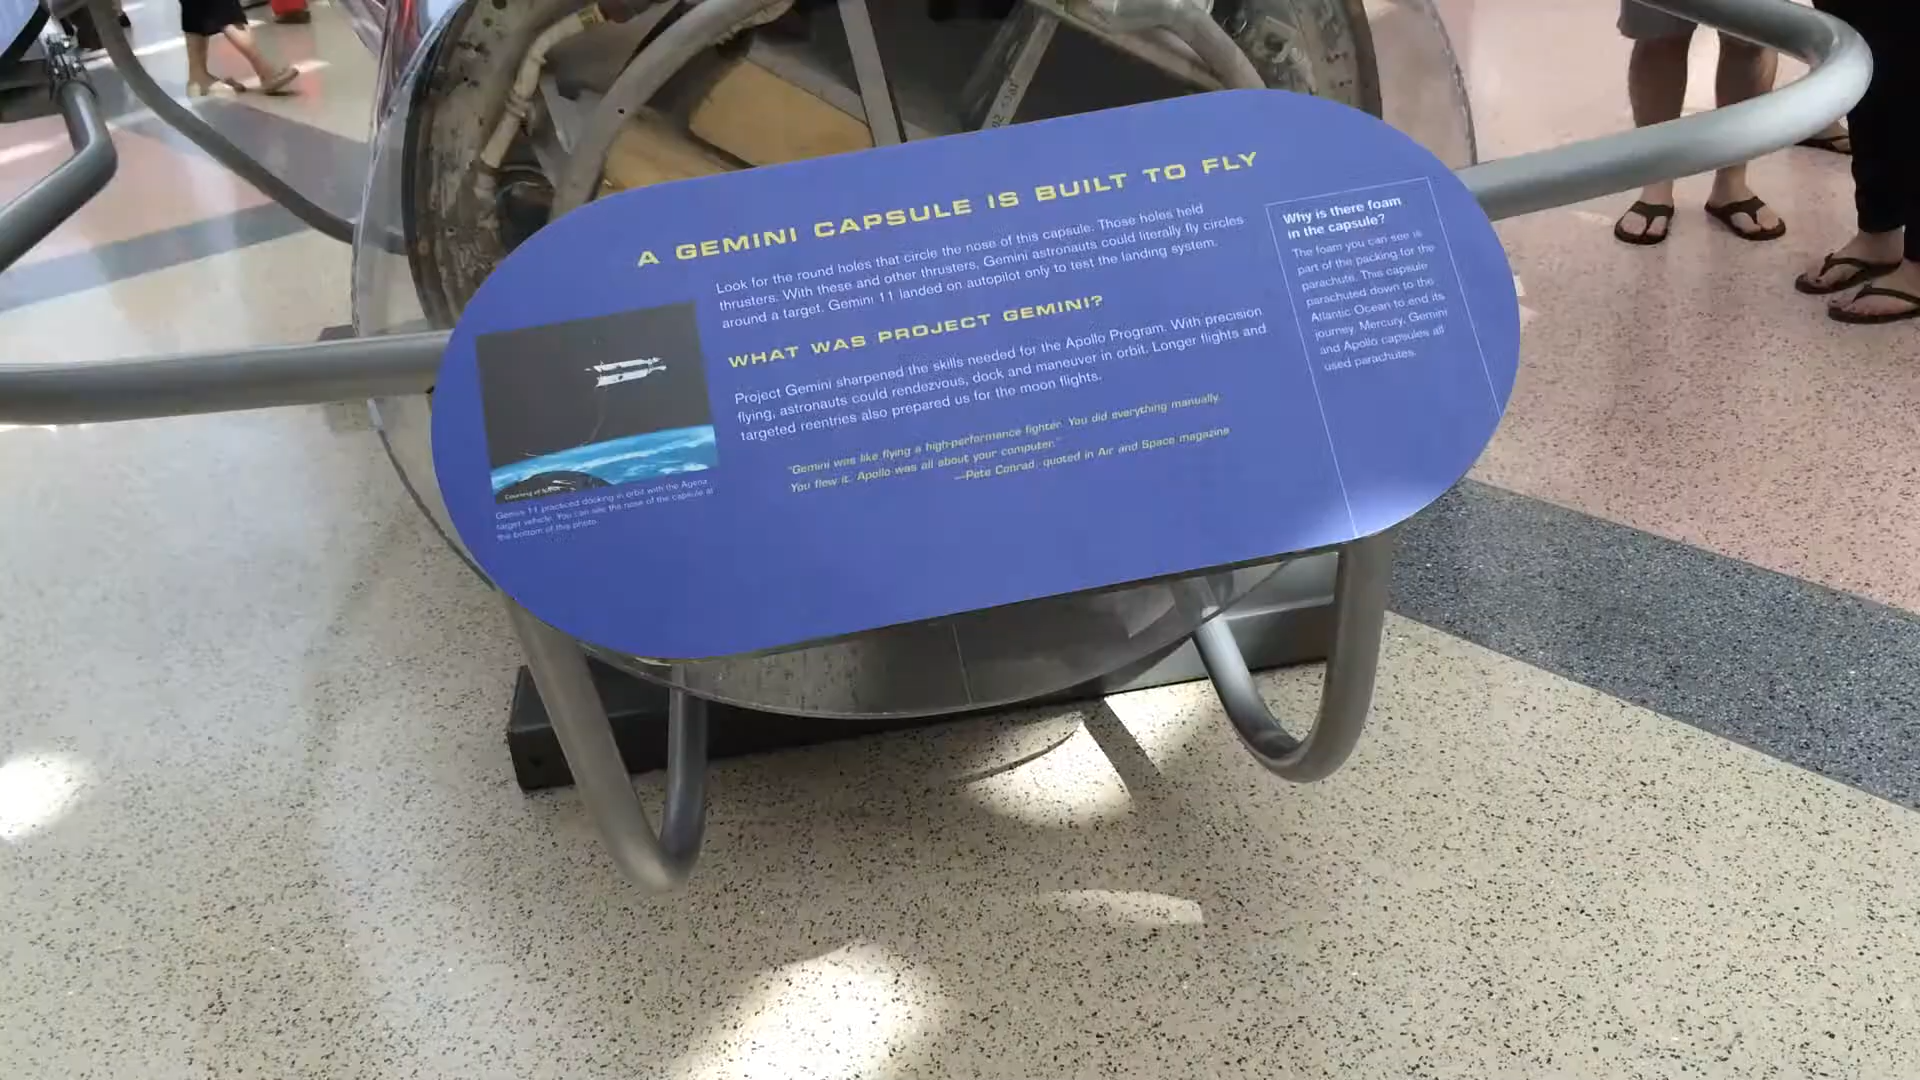 A GEMINI CAPSULE IS BUILT TO FLY
Look for the round holes that circle the nose of this capsule. Those holes held
thrusters. With these and other thrusters, Gemini astronauts could literally fly circles
around a target. Gemini 11 landed on autopilot only to test the landing system.
WHAT WAS PROJECT GEMINI?
Project Gemini sharpened the skills needed for the Apollo Program. With precision
flying, astronauts could rendezvous, dock and maneuver in orbit. Longer flights and
targeted reentries also prepared us for the moon flights.
"Gemini was like flying a high-performance fighter. You did everything manually.
You flew it. Apollo was all about your computer."
—Pete Conrad, quoted in Air and Space magazine
Courtesy of
Gemini 11 practiced docking in orbit with the Agena
target vehicle. You can see the nose of the capsule at
the bottom of this photo.
Why is there foam
in the capsule?
The foam you can see is
part of the packing for the
parachute. This capsule
parachuted down to the
Atlantic Ocean to end its
journey. Mercury, Gemini
and Apollo capsules all
used parachutes.